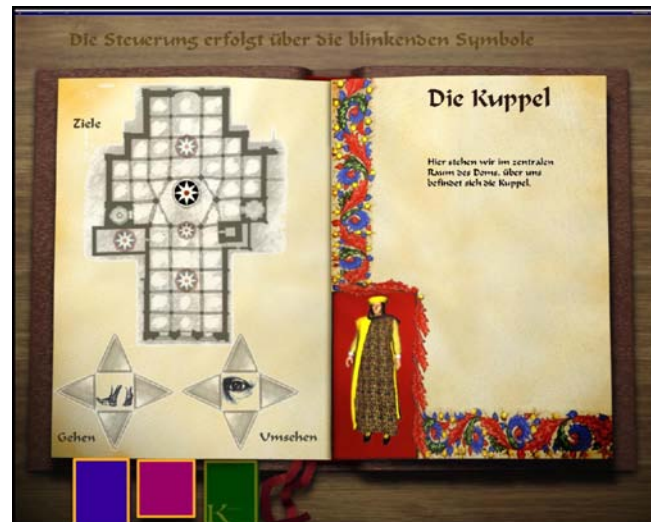 Die Steuerung erfolgt über die blinkenden Symbole
Ziele
Gehen
Umsehen
K
Die Kuppel
Hier stehen wir im zentralen
Raum des Doms, über uns
befindet sich die Kuppel.